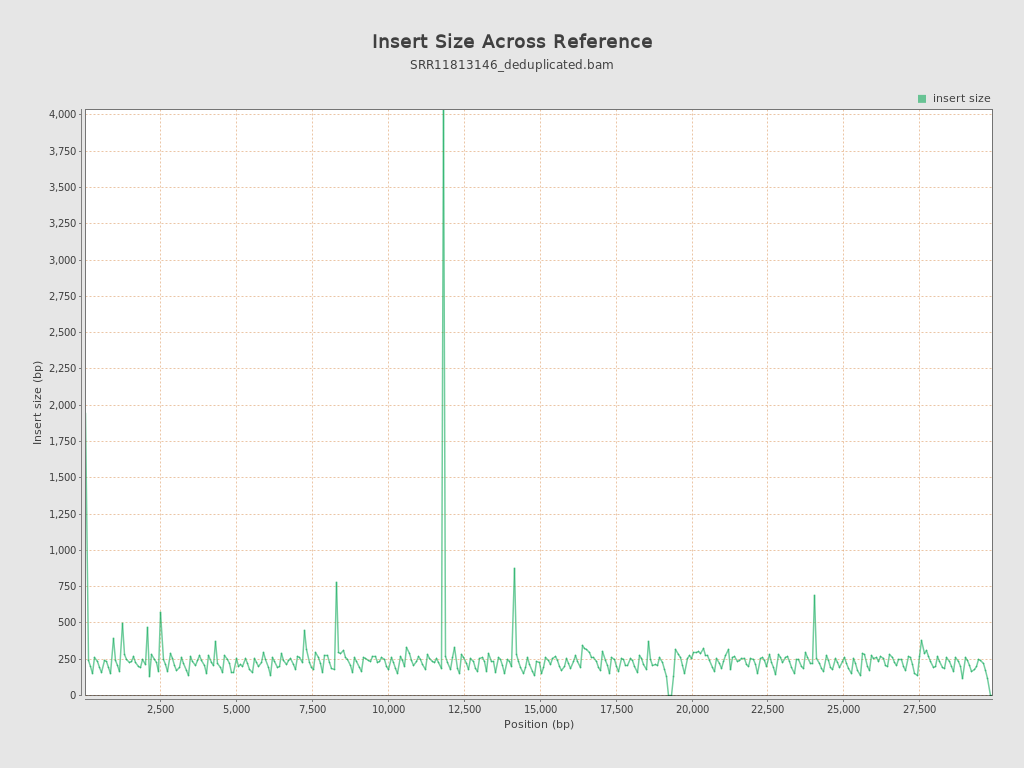 Insert Size Across Reference
SRR11813146_deduplicated.bam
insert size
4,000
3,750
3,500
3,250
3,000
2,750
2,500
2,250
2,000
1,750
1,500
1,250
1,000
750
500
250
0
Insert size (bp)
2,500 5,000 7,500 10,000 12,500 15,000 17,500 20,000 22,500 25,000 27,500
Position (bp)